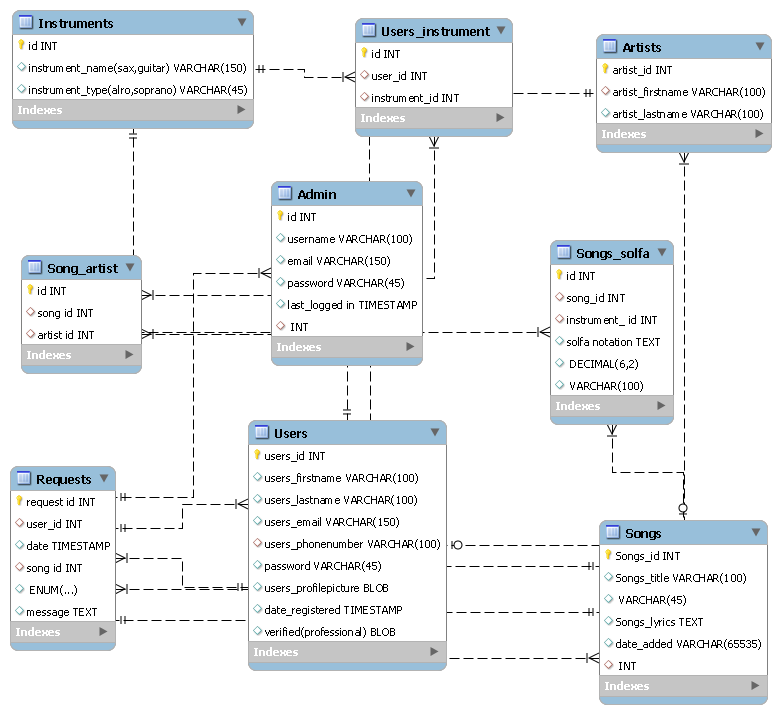 Instruments
id INT
instrument_name(sax,guitar) VARCHAR(150)
instrument_type(alro,soprano) VARCHAR(45)
Indexes
Users_instrument
id INT
user_id INT
instrument_id INT
Indexes
Artists
artist_id INT
artist_firstname VARCHAR(100)
artist_lastname VARCHAR(100)
Indexes
Admin
id INT
username VARCHAR(100)
email VARCHAR(150)
password VARCHAR(45)
last_logged in TIMESTAMP
INT
Indexes
Song_artist
id INT
song id INT
artist id INT
Indexes
Songs_solfa
id INT
song_id INT
instrument_ id INT
solfa notation TEXT
DECIMAL(6,2)
VARCHAR(100)
Indexes
Users
users_id INT
users_firstname VARCHAR(100)
users_lastname VARCHAR(100)
users_email VARCHAR(150)
users_phonenumber VARCHAR(100)
password VARCHAR(45)
users_profilepicture BLOB
date_registered TIMESTAMP
verified(professional) BLOB
Indexes
Requests
request id INT
user_id INT
date TIMESTAMP
song id INT
ENUM(...)
message TEXT
Indexes
Songs
Songs_id INT
Songs_title VARCHAR(100)
VARCHAR(45)
Songs_lyrics TEXT
date_added VARCHAR(65535)
INT
Indexes